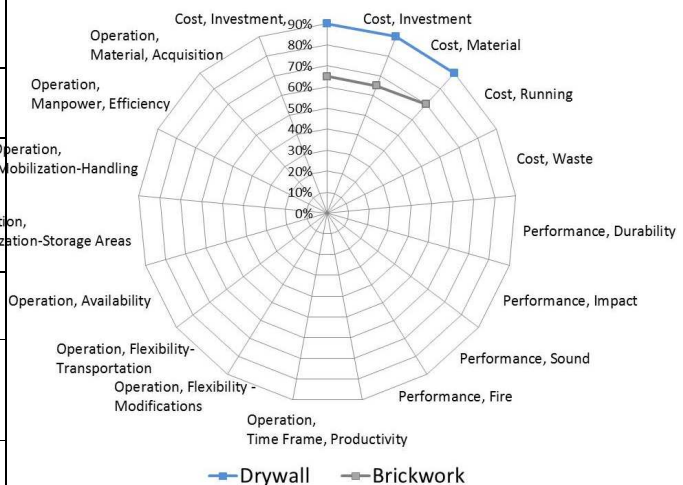 Cost, Investment,
90%
Cost, Investment
80%
Cost, Material
70%
Cost, Running
60%
Cost, Waste
50%
Performance, Durability
40%
Performance, Impact
30%
Performance, Sound
20%
Performance, Fire
10%
0%
Operation,
Time Frame, Productivity
Operation, Flexibility -
Modifications
Operation, Flexibility-
Transportation
Operation, Availability
zation-Storage Areas
Mobilization-Handling
Operation,
Manpower, Efficiency
Operation,
Material, Acquisition
Drywall
Brickwork